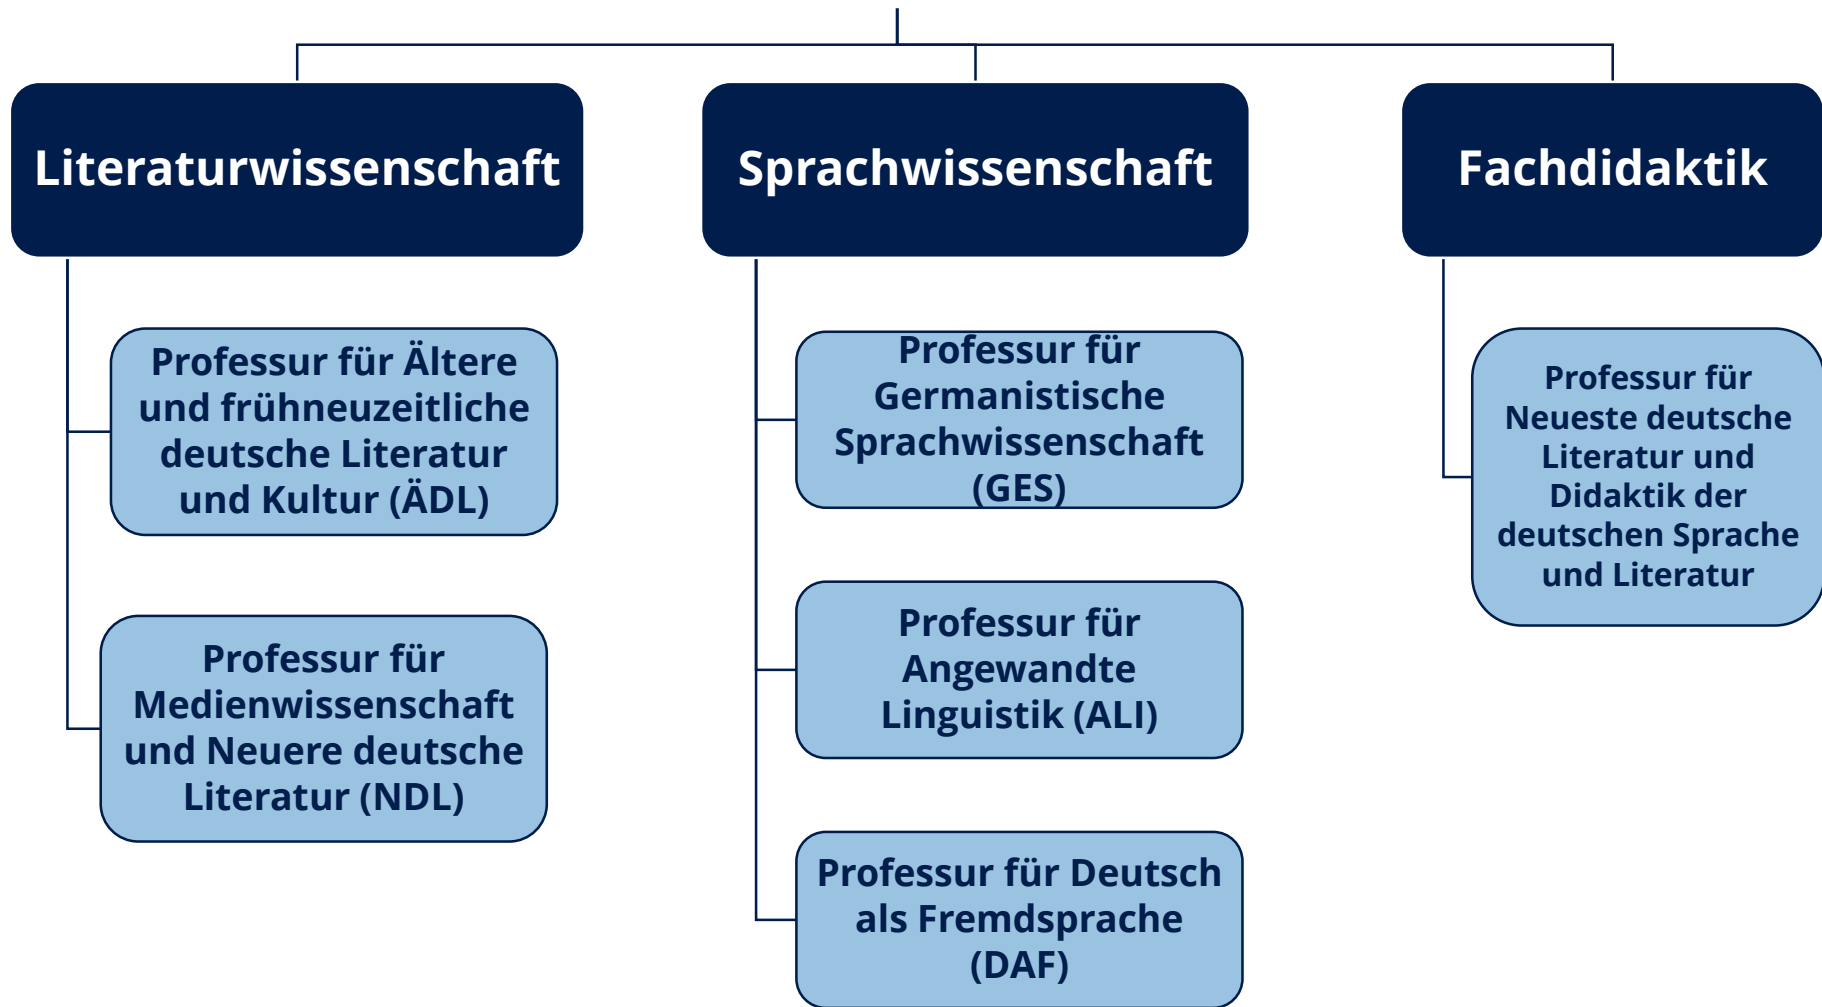 Literaturwissenschaft
Professur für Ältere
und frühneuzeitliche
deutsche Literatur
und Kultur (ÄDL)
Professur für
Medienwissenschaft
und Neuere deutsche
Literatur (NDL)
Sprachwissenschaft
Professur für
Germanistische
Sprachwissenschaft
(GES)
Professur für
Angewandte
Linguistik (ALI)
Professur für Deutsch
als Fremdsprache
(DAF)
Fachdidaktik
Professur für
Neueste deutsche
Literatur und
Didaktik der
deutschen Sprache
und Literatur